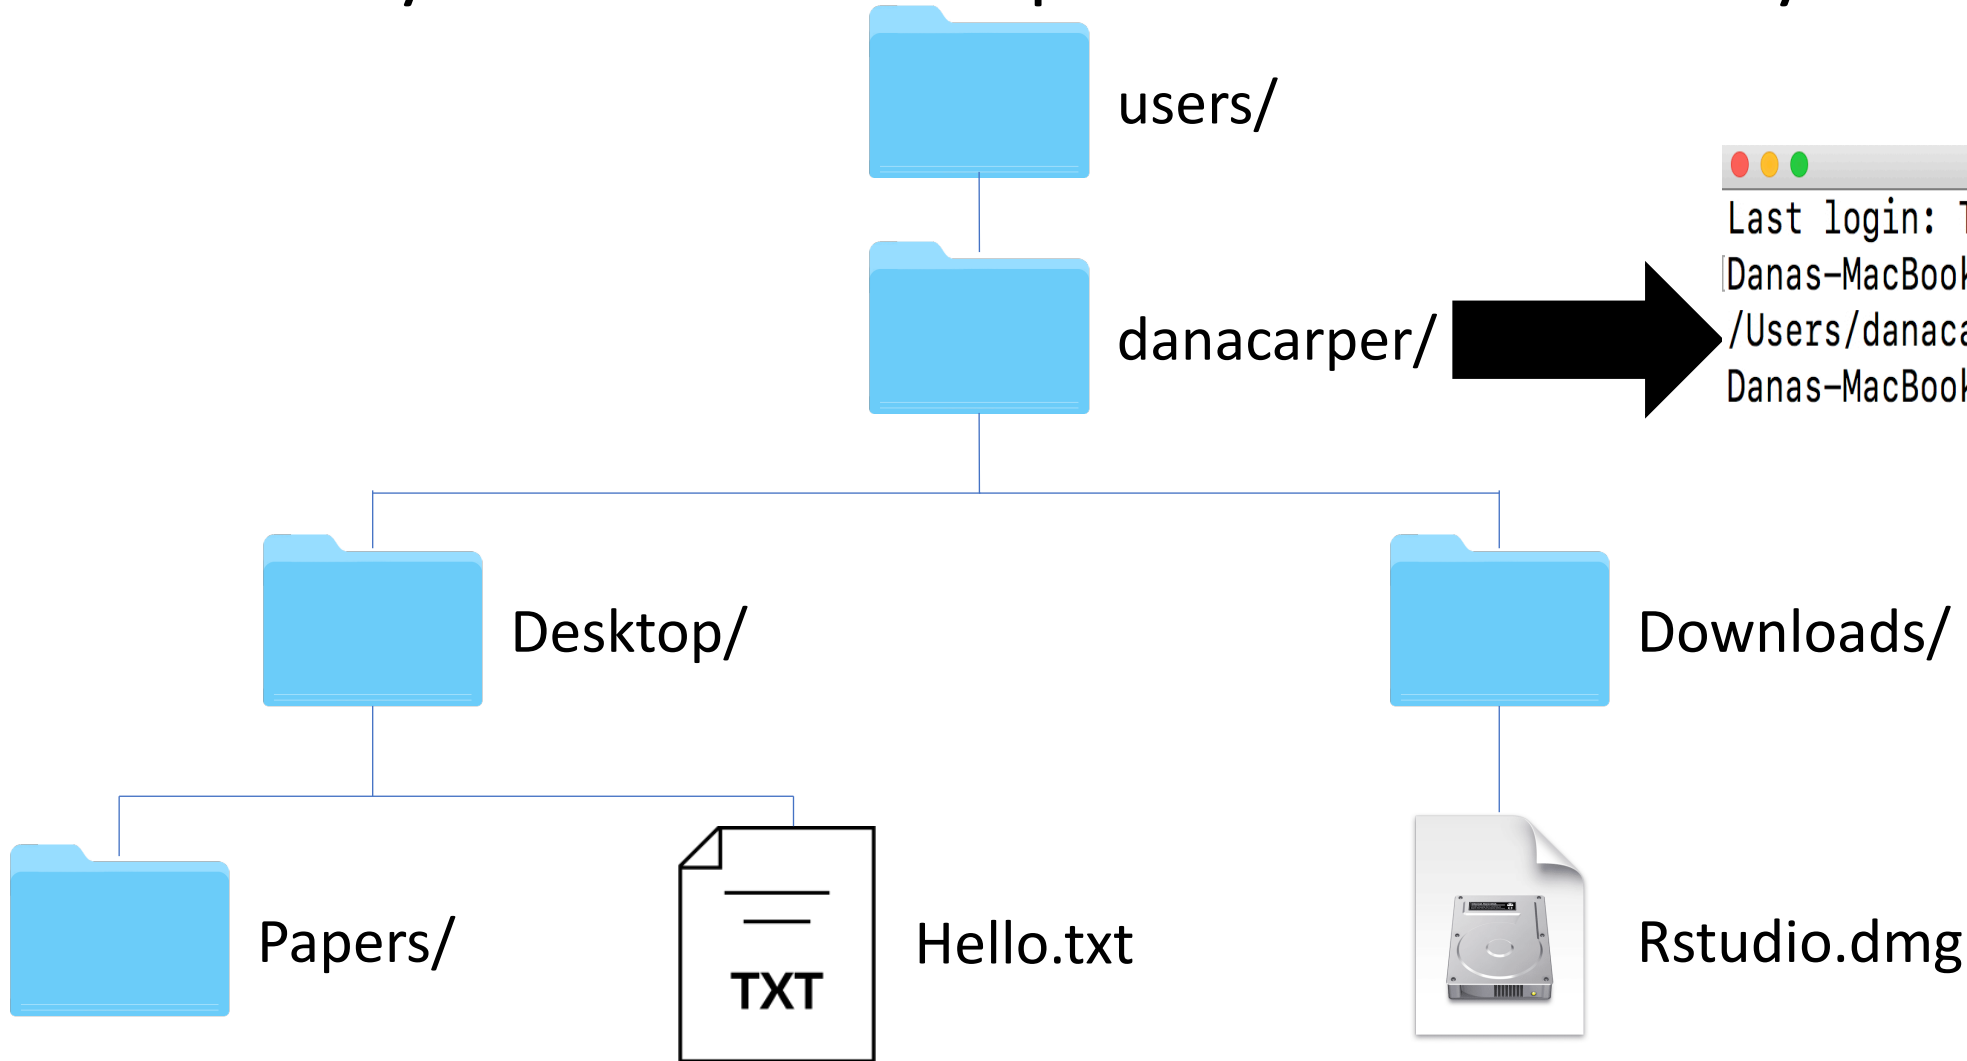 users/
Last login:
Danas-MacBook
/Users/danaca
Danas-MacBook
danacarper/
Desktop/
Downloads/
Papers/
TXT
Hello.txt
Rstudio.dmg